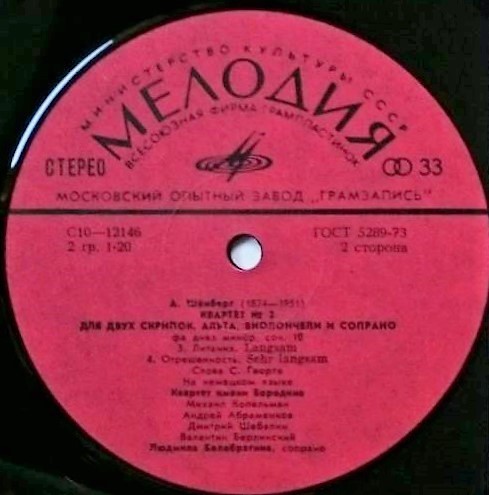 МИНИСТЕРСТВО КУЛЬТУРЫ СССР
МЕЛОДИЯ
ВСЕСОЮЗНАЯ ФИРМА ГРАМПЛАСТИНОК
СТЕРЕО 33
МОСКОВСКИЙ ОПЫТНЫЙ ЗАВОД „ГРАМЗАПИСЬ"
С10—12146 ГОСТ 5289-73
2 гр. 1-20 2 сторона
А. Шёнберг (1874—1951)
КВАРТЕТ № 2
ДЛЯ ДВУХ СКРИПОК, АЛЬТА, ВИОЛОНЧЕЛИ И СОПРАНО
фа диез минор, соч. 10
3. Литания. Langsam
4. Отрешенность. Sehr langsam
Слова С. Георге
На немецком языке
Квартет имени Бородина
Михаил Копельман
Андрей Абраменков
Дмитрий Шебалин
Валентин Берлинский
Людмила Белобрагина, сопрано